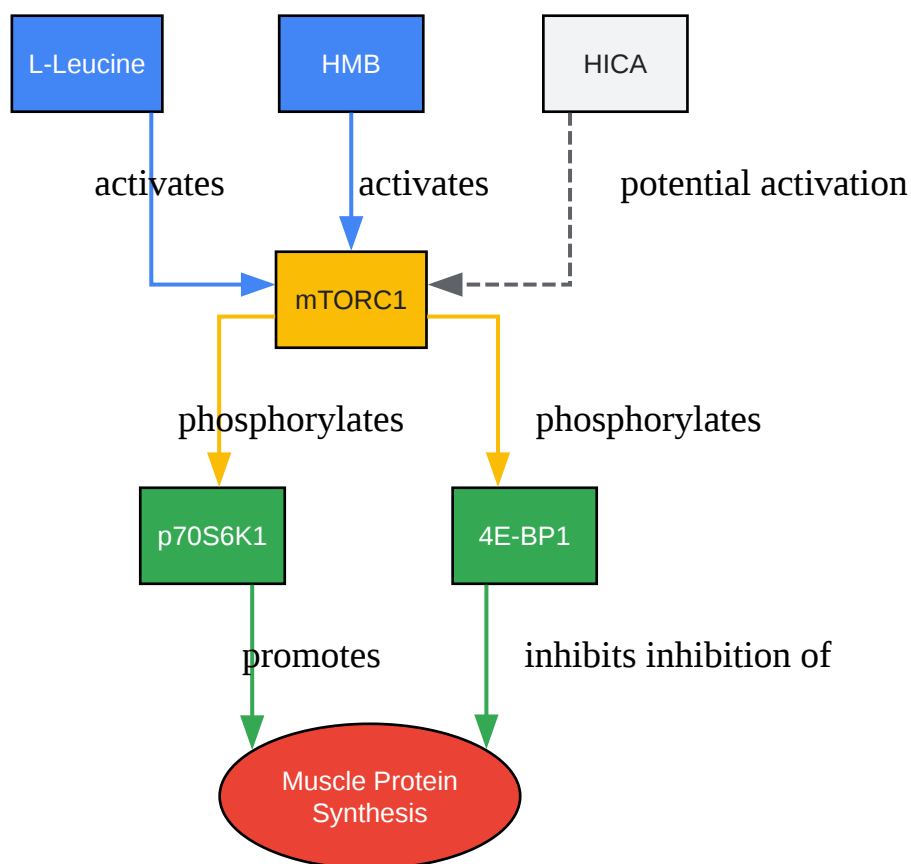 L-Leucine
HMB
HICA
activates
activates
potential activation
mTORC1
phosphorylates
phosphorylates
p70S6K1
4E-BP1
promotes
inhibits inhibition of
Muscle Protein
Synthesis